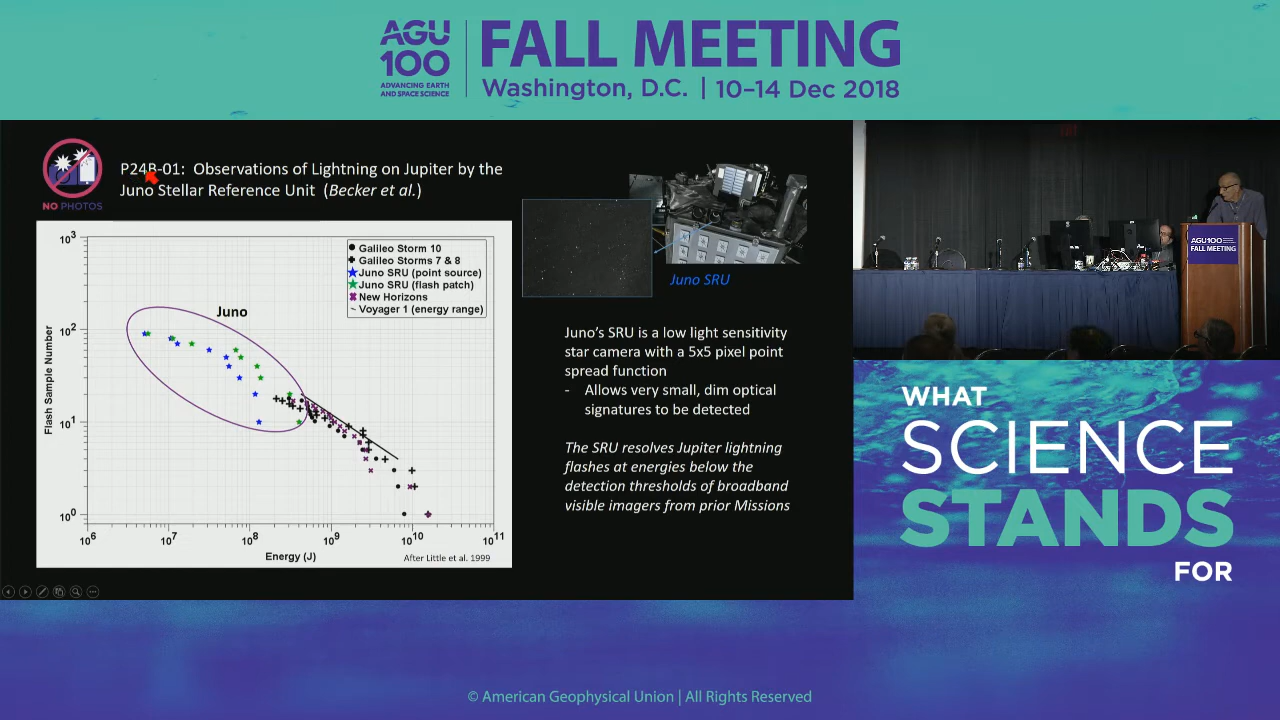 AGU
100
ADVANCING EARTH
AND SPACE SCIENCE
FALL MEETING
Washington, D.C. | 10–14 Dec 2018
NO PHOTOS
P24B-01: Observations of Lightning on Jupiter by the
Juno Stellar Reference Unit (Becker et al.)
Galileo Storm 10
Galileo Storms 7 & 8
Juno SRU (point source)
Juno SRU (flash patch)
New Horizons
Voyager 1 (energy range)
Juno
Flash Sample Number
10³
10²
10¹
10⁰
10⁶
10⁷
10⁸
10⁹
10¹⁰
10¹¹
Energy (J)
After Little et al. 1999
Juno SRU
Juno's SRU is a low light sensitivity
star camera with a 5x5 pixel point
spread function
- Allows very small, dim optical
signatures to be detected
The SRU resolves Jupiter lightning
flashes at energies below the
detection thresholds of broadband
visible imagers from prior Missions
AGU100
FALL MEETING
WHAT
SCIENCE
STANDS
FOR
© American Geophysical Union | All Rights Reserved